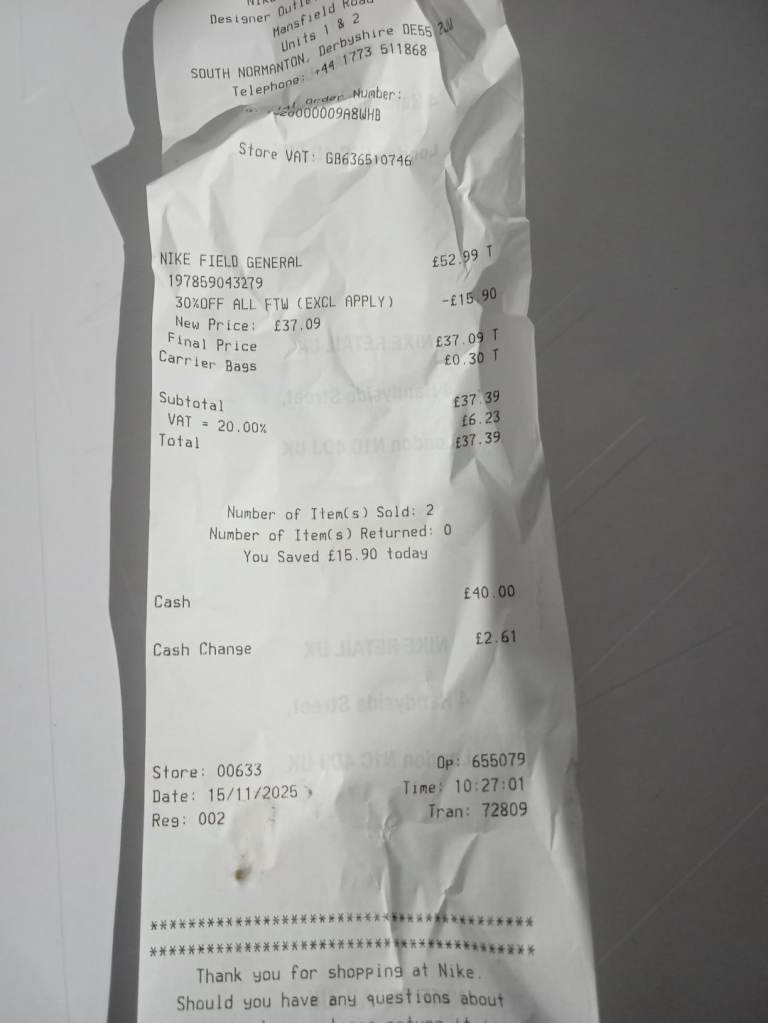 Designer Outle
Mansfield Road
Units 1 & 2
SOUTH NORMANTON, Derbyshire DE55
Telephone: +44 1773 511868
Order Number:
Store VAT: GB636510746
NIKE FIELD GENERAL £52.99 T
197859043279
30%OFF ALL FTW (EXCL APPLY) -£15.90
New Price: £37.09
Final Price £37.09 T
Carrier Bags £0.30 T
Subtotal £37.39
VAT = 20.00% £6.23
Total £37.39
Number of Item(s) Sold: 2
Number of Item(s) Returned: 0
You Saved £15.90 today
Cash £40.00
Cash Change £2.61
Store: 00633 Op: 655079
Date: 15/11/2025 Time: 10:27:01
Reg: 002 Tran: 72809
******************************************
******************************************
Thank you for shopping at Nike.
Should you have any questions about